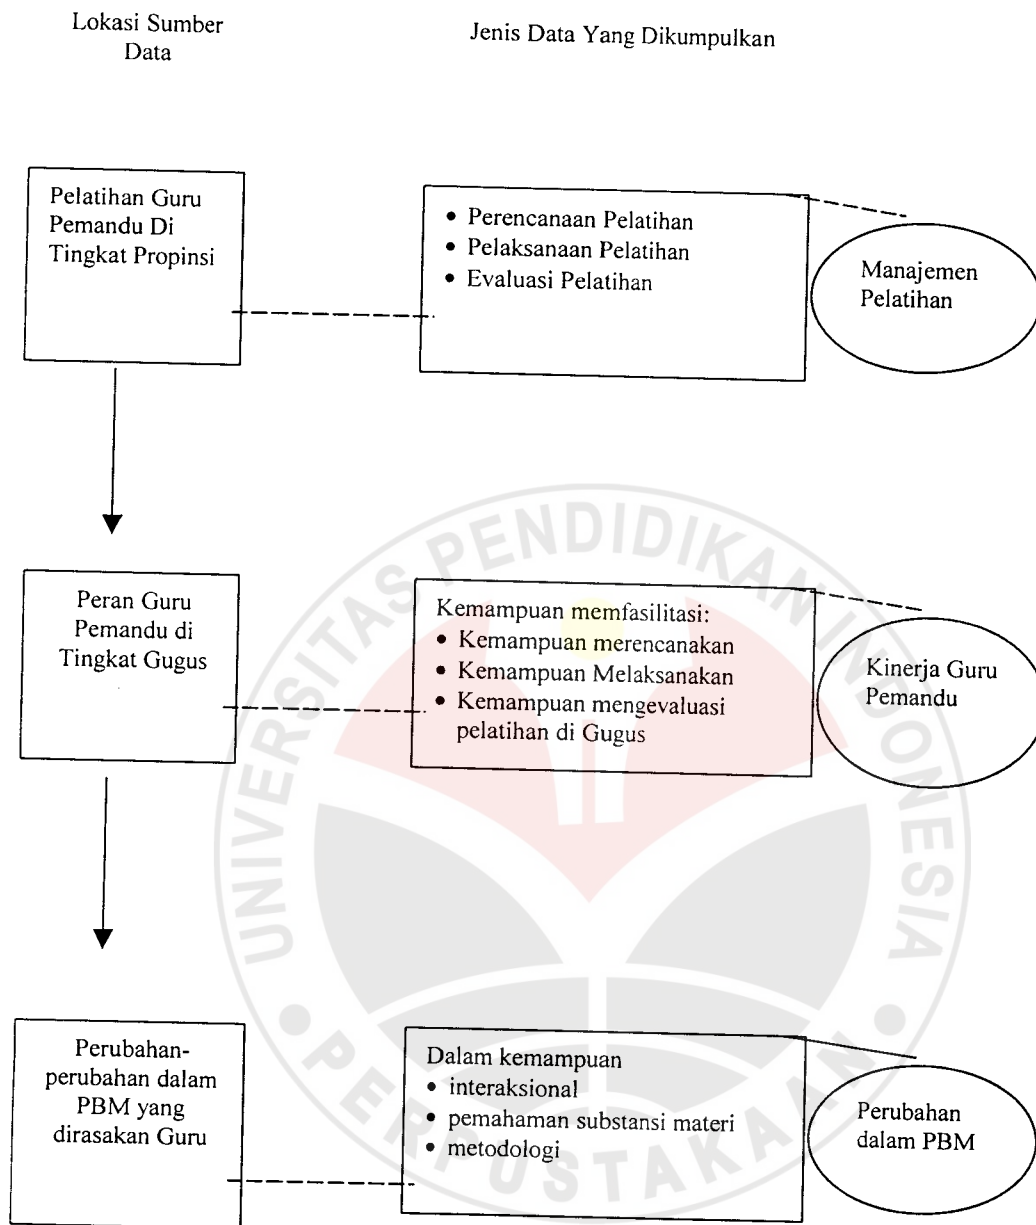 Lokasi Sumber
Data
Jenis Data Yang Dikumpulkan
Pelatihan Guru
Pemandu Di
Tingkat Propinsi
• Perencanaan Pelatihan
• Pelaksanaan Pelatihan
• Evaluasi Pelatihan
Manajemen
Pelatihan
Peran Guru
Pemandu di
Tingkat Gugus
Kemampuan memfasilitasi:
• Kemampuan merencanakan
• Kemampuan Melaksanakan
• Kemampuan mengevaluasi
pelatihan di Gugus
Kinerja Guru
Pemandu
Perubahan-
perubahan dalam
PBM yang
dirasakan Guru
Dalam kemampuan
• interaksional
• pemahaman substansi materi
• metodologi
Perubahan
dalam PBM
UNIVERSITAS PENDIDIKAN INDONESIA
PERPUSTAKAAN